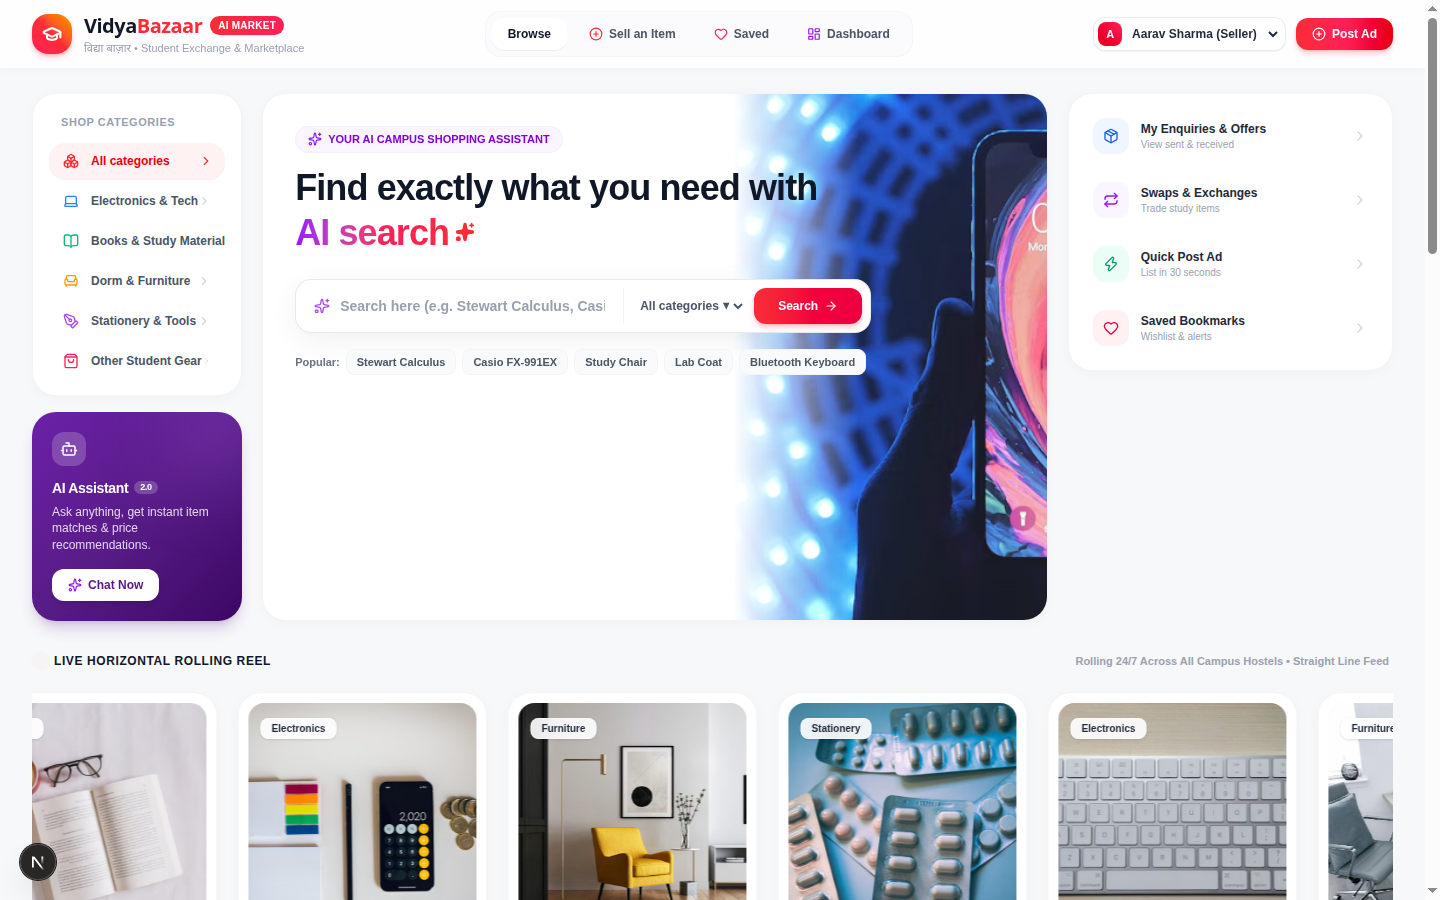 VidyaBazaar AI MARKET
विद्या बाज़ार • Student Exchange & Marketplace
Browse
Sell an Item
Saved
Dashboard
A Aarav Sharma (Seller)
Post Ad
SHOP CATEGORIES
All categories
Electronics & Tech
Books & Study Material
Dorm & Furniture
Stationery & Tools
Other Student Gear
AI Assistant 2.0
Ask anything, get instant item
matches & price
recommendations.
Chat Now
YOUR AI CAMPUS SHOPPING ASSISTANT
Find exactly what you need with
AI search
Search here (e.g. Stewart Calculus, Casi
All categories ▾
Search
Popular: Stewart Calculus Casio FX-991EX Study Chair Lab Coat Bluetooth Keyboard
Mon
My Enquiries & Offers
View sent & received
Swaps & Exchanges
Trade study items
Quick Post Ad
List in 30 seconds
Saved Bookmarks
Wishlist & alerts
LIVE HORIZONTAL ROLLING REEL
Rolling 24/7 Across All Campus Hostels • Straight Line Feed
Electronics
Furniture
Stationery
Electronics
Furniture
2,020
N